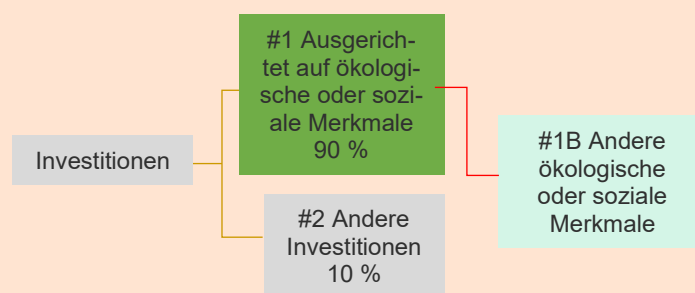 Investitionen
#1 Ausgerich-
tet auf ökologi-
sche oder sozi-
ale Merkmale
90 %
#2 Andere
Investitionen
10 %
#1B Andere
ökologische
oder soziale
Merkmale